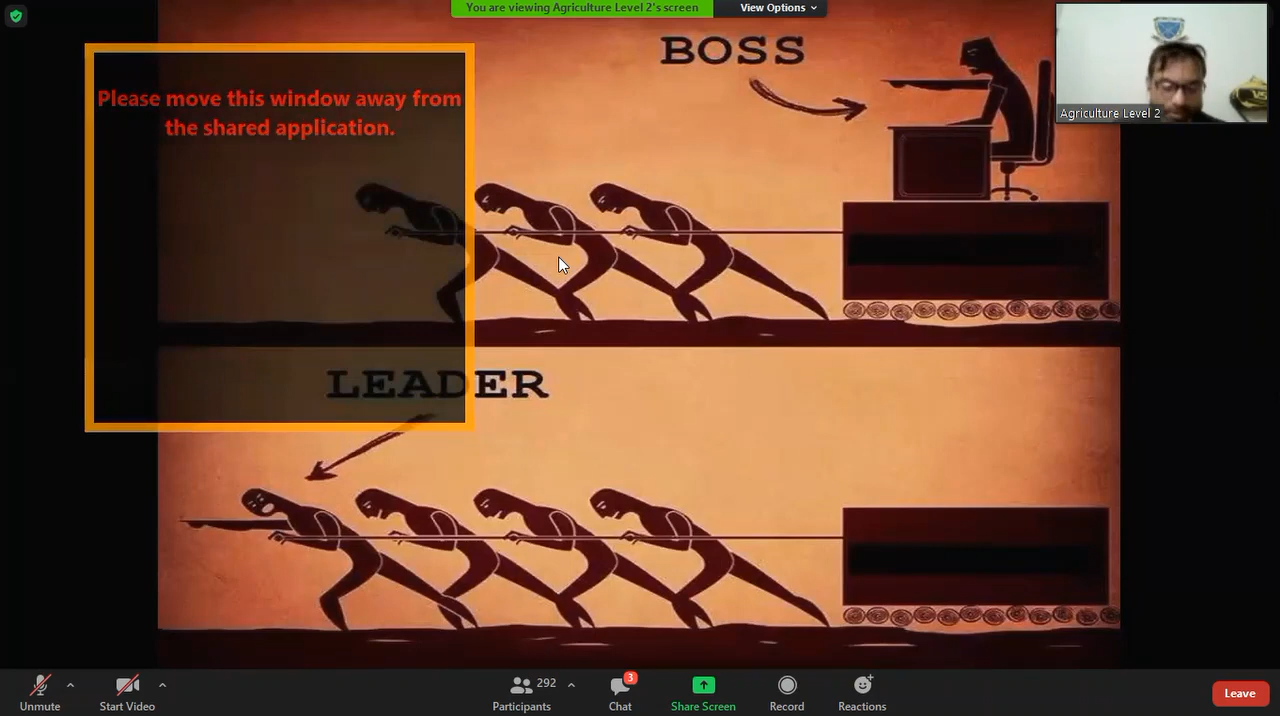 You are viewing Agriculture Level 2's screen
View Options
BOSS
Please move this window away from
the shared application.
Agriculture Level 2
LEADER
Unmute
Start Video
292
Participants
3
Chat
Share Screen
Record
Reactions
Leave